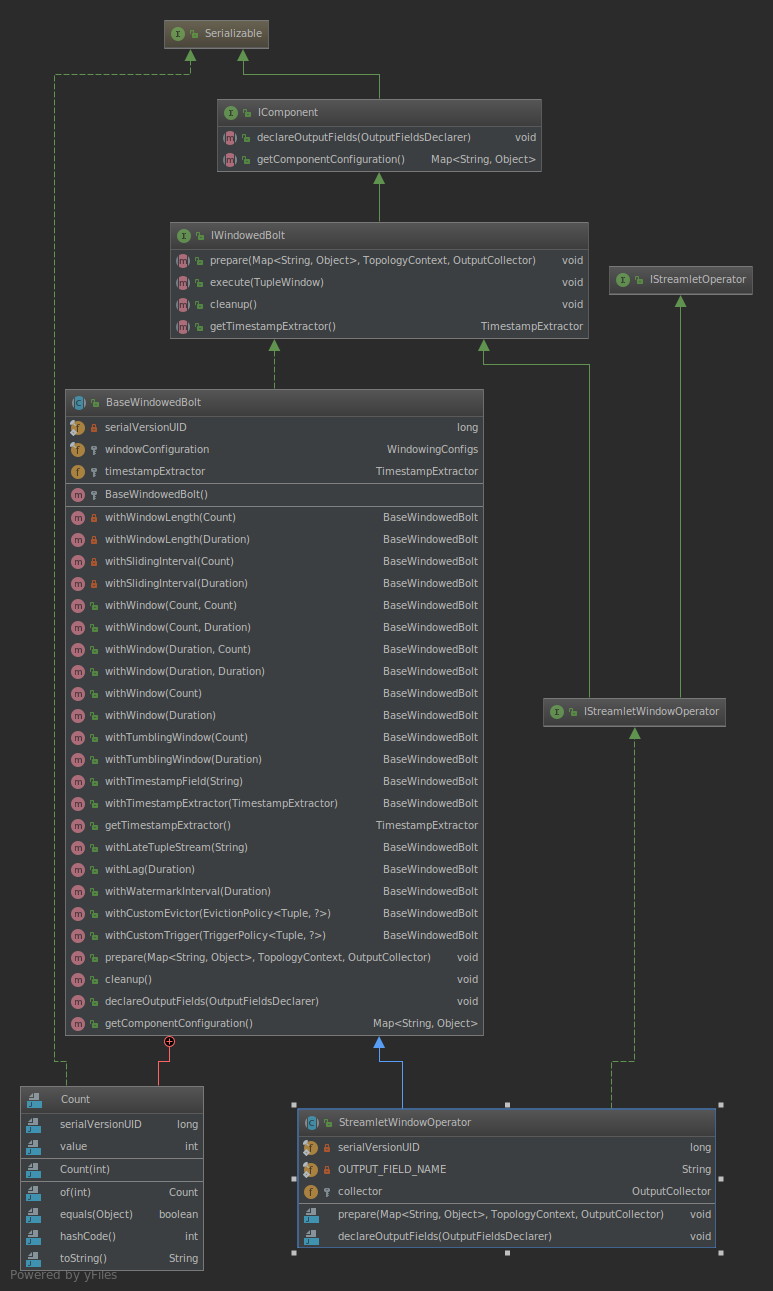 Serializable
IComponent
declareOutputFields(OutputFieldsDeclarer) void
getComponentConfiguration() Map<String, Object>
IWindowedBolt
prepare(Map<String, Object>, TopologyContext, OutputCollector) void
execute(TupleWindow) void
cleanup() void
getTimestampExtractor() TimestampExtractor
IStreamletOperator
BaseWindowedBolt
serialVersionUID long
windowConfiguration WindowingConfigs
timestampExtractor TimestampExtractor
BaseWindowedBolt()
withWindowLength(Count) BaseWindowedBolt
withWindowLength(Duration) BaseWindowedBolt
withSlidingInterval(Count) BaseWindowedBolt
withSlidingInterval(Duration) BaseWindowedBolt
withWindow(Count, Count) BaseWindowedBolt
withWindow(Count, Duration) BaseWindowedBolt
withWindow(Duration, Count) BaseWindowedBolt
withWindow(Duration, Duration) BaseWindowedBolt
withWindow(Count) BaseWindowedBolt
withWindow(Duration) BaseWindowedBolt
withTumblingWindow(Count) BaseWindowedBolt
withTumblingWindow(Duration) BaseWindowedBolt
withTimestampField(String) BaseWindowedBolt
withTimestampExtractor(TimestampExtractor) BaseWindowedBolt
getTimestampExtractor() TimestampExtractor
withLateTupleStream(String) BaseWindowedBolt
withLag(Duration) BaseWindowedBolt
withWatermarkInterval(Duration) BaseWindowedBolt
withCustomEvictor(EvictionPolicy<Tuple, ?>) BaseWindowedBolt
withCustomTrigger(TriggerPolicy<Tuple, ?>) BaseWindowedBolt
prepare(Map<String, Object>, TopologyContext, OutputCollector) void
cleanup() void
declareOutputFields(OutputFieldsDeclarer) void
getComponentConfiguration() Map<String, Object>
IStreamletWindowOperator
Count
serialVersionUID long
value int
Count(int)
of(int) Count
equals(Object) boolean
hashCode() int
toString() String
StreamletWindowOperator
serialVersionUID long
OUTPUT_FIELD_NAME String
collector OutputCollector
prepare(Map<String, Object>, TopologyContext, OutputCollector) void
declareOutputFields(OutputFieldsDeclarer) void
Powered by yFiles